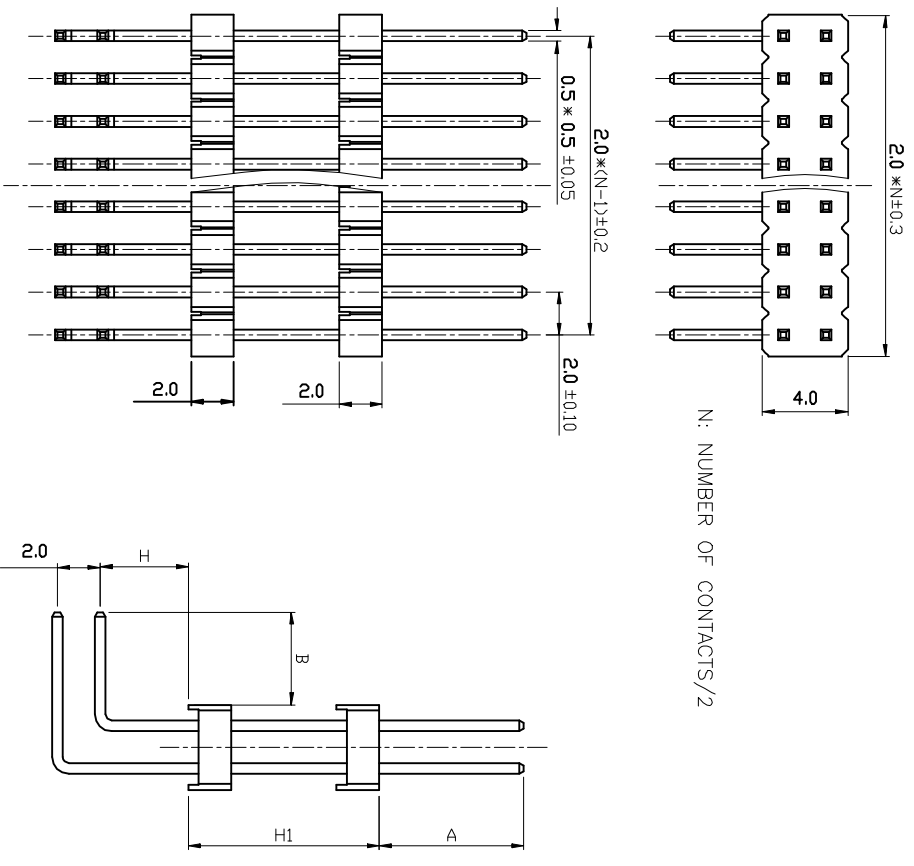 0.5 * 0.5 ±0.05
2.0 *(N-1)±0.2
2.0 ±0.10
2.0
2.0
2.0 *N±0.3
4.0
N: NUMBER OF CONTACTS/2
2.0
H
B
H1
A